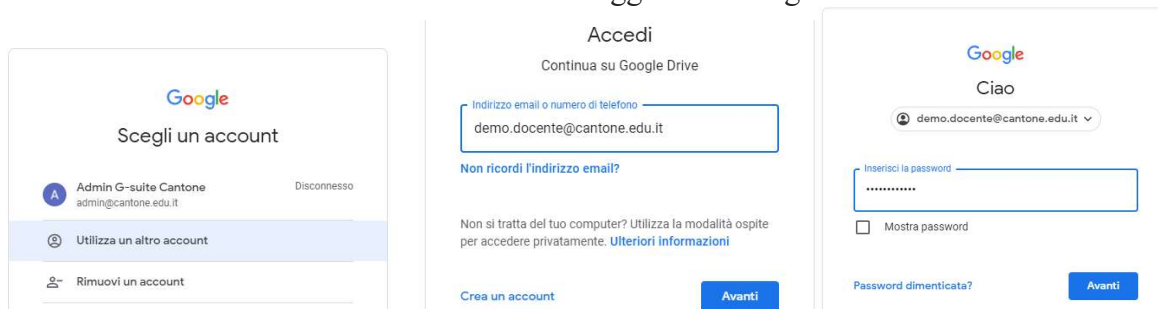 Google
Scegli un account
A
Admin G-suite Cantone
Disconnesso
admin@cantone.edu.it
Utilizza un altro account
Rimuovi un account
Accedi
Continua su Google Drive
Indirizzo email o numero di telefono
demo.docente@cantone.edu.it
Non ricordi l'indirizzo email?
Non si tratta del tuo computer? Utilizza la modalità ospite
per accedere privatamente. Ulteriori informazioni
Crea un account
Avanti
Google
Ciao
demo.docente@cantone.edu.it
Inserisci la password
••••••••••••
Mostra password
Password dimenticata?
Avanti